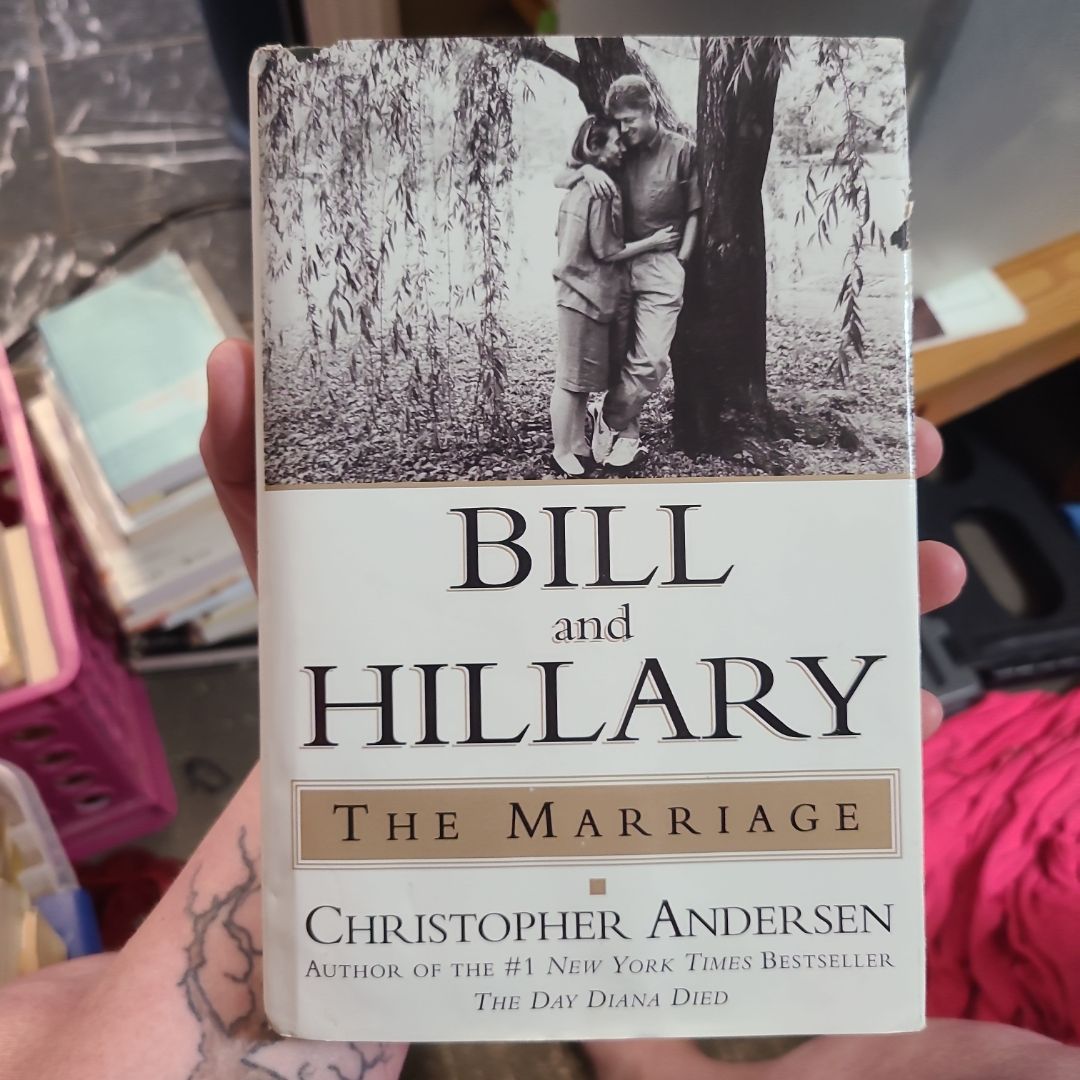 BILL
and
HILLARY
THE MARRIAGE
CHRISTOPHER ANDERSEN
AUTHOR OF THE #1 NEW YORK TIMES BESTSELLER
THE DAY DIANA DIED